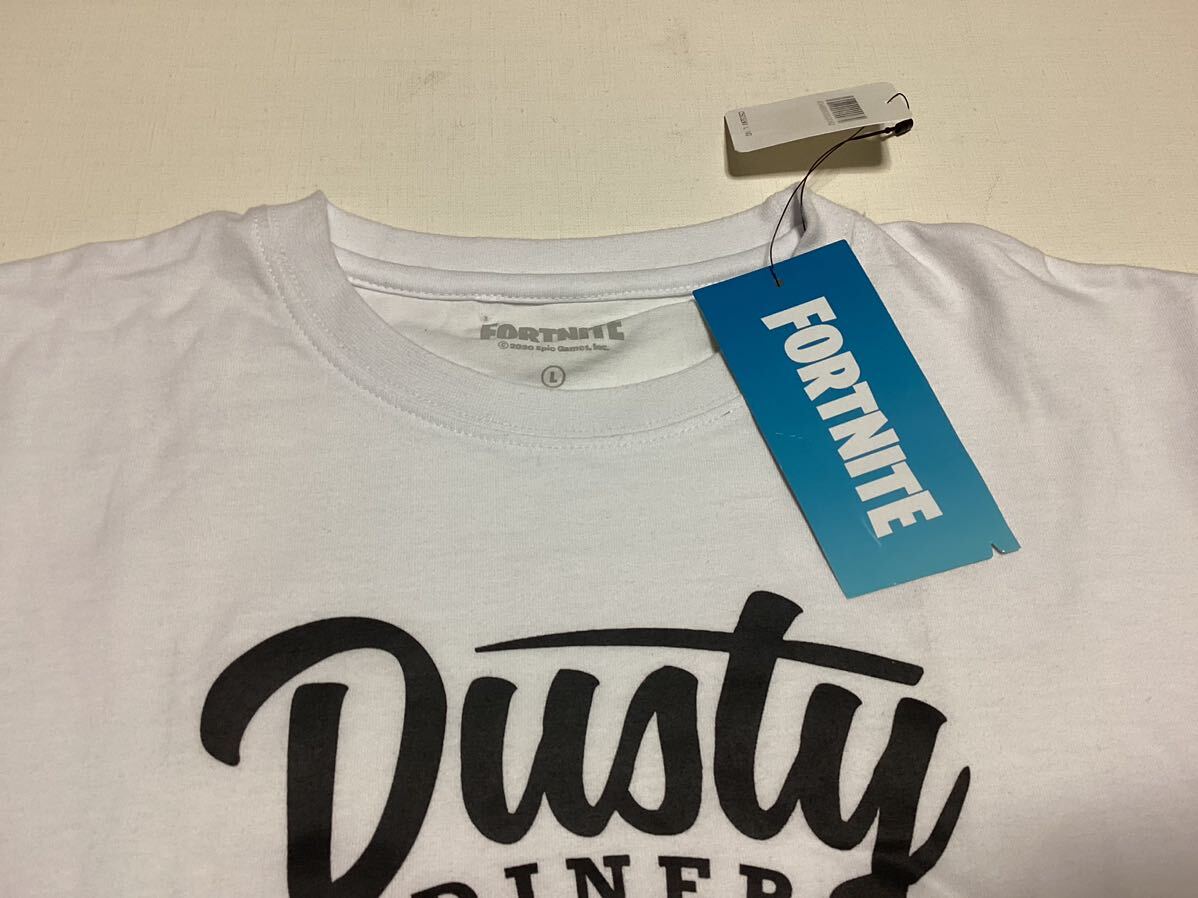 FORTNITE
© 2020 Epic Games, Inc.
L
FORTNITE
Dusty
DINER